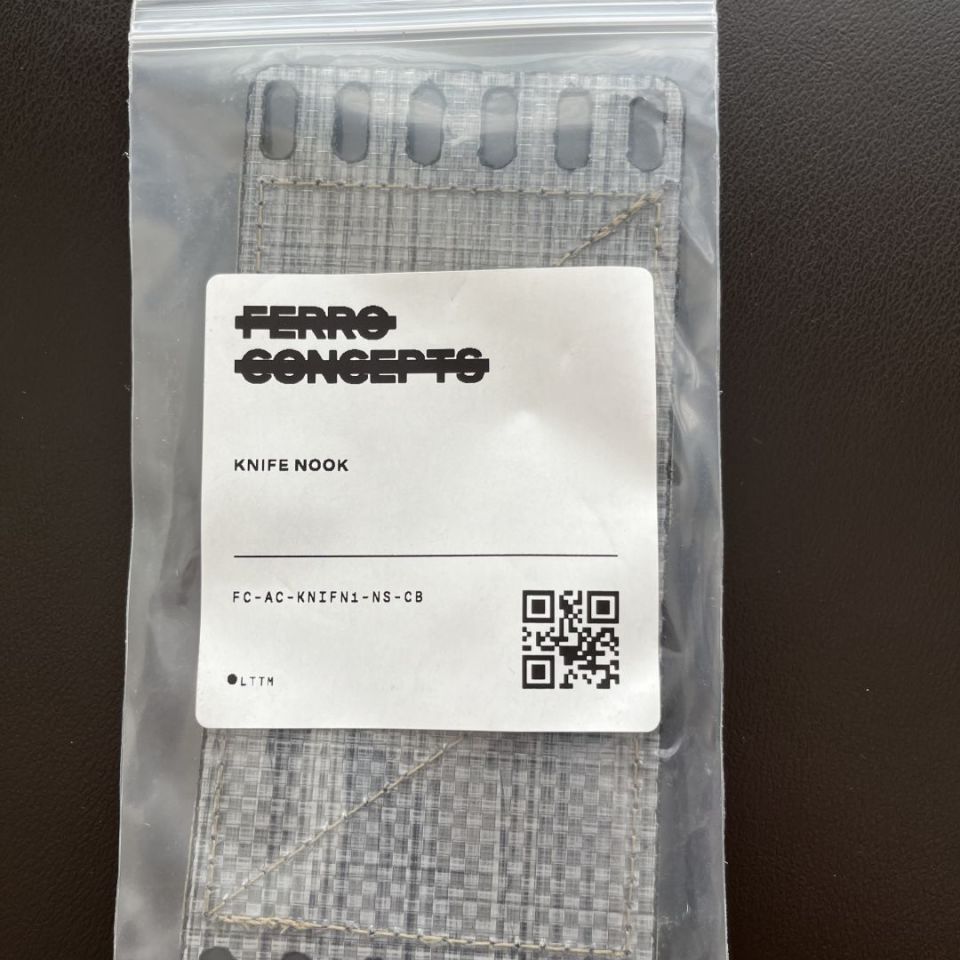 FERRO
CONCEPTS
KNIFE NOOK
FC-AC-KNIFN1-NS-CB
LTTM